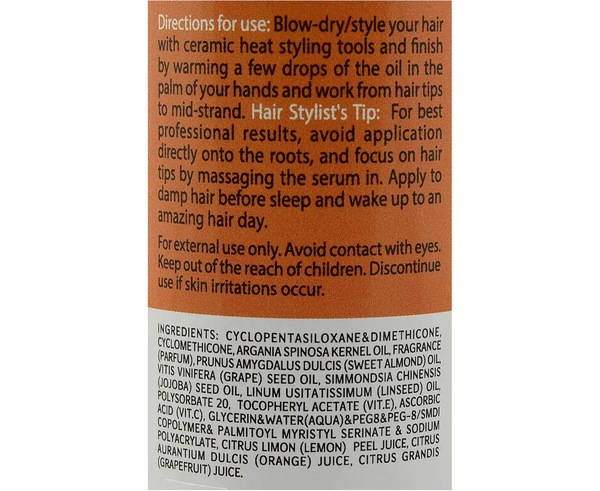 Directions for use: Blow-dry/style your hair
with ceramic heat styling tools and finish
by warming a few drops of the oil in the
palm of your hands and work from hair tips
to mid-strand. Hair Stylist's Tip: For best
professional results, avoid application
directly onto the roots, and focus on hair
tips by massaging the serum in. Apply to
damp hair before sleep and wake up to an
amazing hair day.
For external use only. Avoid contact with eyes.
Keep out of the reach of children. Discontinue
use if skin irritations occur.
INGREDIENTS: CYCLOPENTASILOXANE&DIMETHICONE,
CYCLOMETHICONE, ARGANIA SPINOSA KERNEL OIL, FRAGRANCE
(PARFUM), PRUNUS AMYGDALUS DULCIS (SWEET ALMOND) OIL,
VITIS VINIFERA (GRAPE) SEED OIL, SIMMONDSIA CHINENSIS
(JOJOBA) SEED OIL, LINUM USITATISSIMUM (LINSEED) OIL,
POLYSORBATE 20, TOCOPHERYL ACETATE (VIT.E), ASCORBIC
ACID (VIT.C), GLYCERIN&WATER(AQUA)&PEG8&PEG-8/SMDI
COPOLYMER& PALMITOYL MYRISTYL SERINATE & SODIUM
POLYACRYLATE, CITRUS LIMON (LEMON) PEEL JUICE, CITRUS
AURANTIUM DULCIS (ORANGE) JUICE, CITRUS GRANDIS
(GRAPEFRUIT) JUICE.